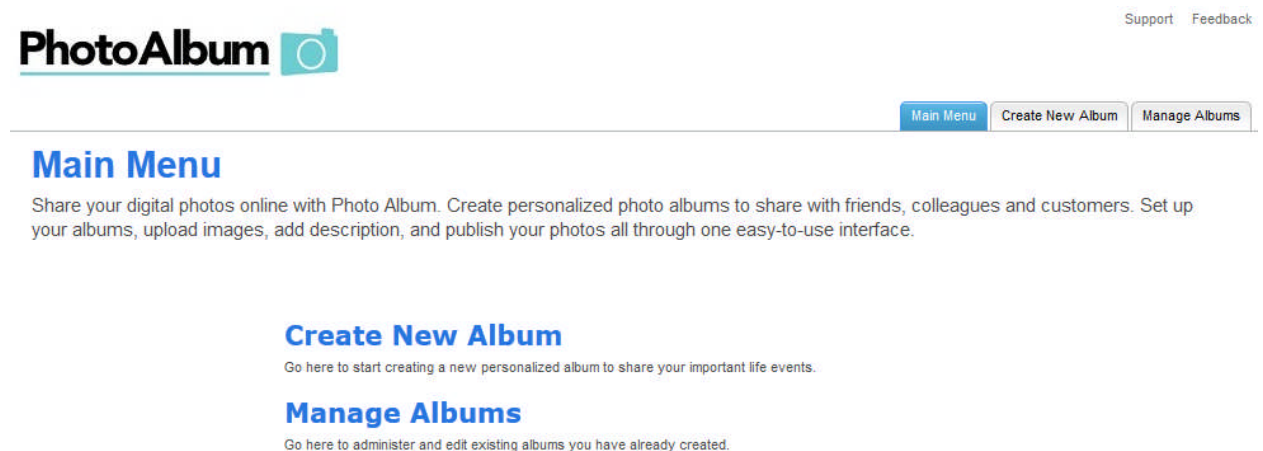 Support Feedback
PhotoAlbum
Main Menu Create New Album Manage Albums
Main Menu
Share your digital photos online with Photo Album. Create personalized photo albums to share with friends, colleagues and customers. Set up
your albums, upload images, add description, and publish your photos all through one easy-to-use interface.
Create New Album
Go here to start creating a new personalized album to share your important life events.
Manage Albums
Go here to administer and edit existing albums you have already created.